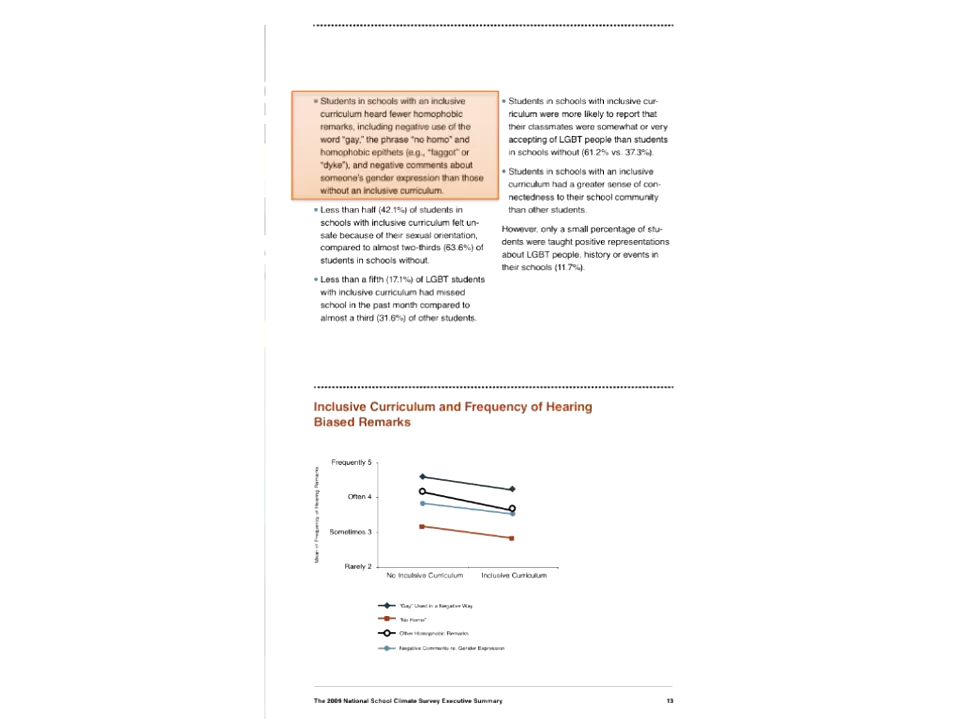 • Students in schools with an inclusive
curriculum heard fewer homophobic
remarks, including negative use of the
word “gay,” the phrase “no homo” and
homophobic epithets (e.g., “faggot” or
“dyke”), and negative comments about
someone's gender expression than those
without an inclusive curriculum.
• Less than half (42.1%) of students in
schools with inclusive curriculum felt un-
safe because of their sexual orientation,
compared to almost two-thirds (63.6%) of
students in schools without.
• Less than a fifth (17.1%) of LGBT students
with inclusive curriculum had missed
school in the past month compared to
almost a third (31.6%) of other students.
• Students in schools with inclusive cur-
riculum were more likely to report that
their classmates were somewhat or very
accepting of LGBT people than students
in schools without (61.2% vs. 37.3%).
• Students in schools with an inclusive
curriculum had a greater sense of con-
nectedness to their school community
than other students.
However, only a small percentage of stu-
dents were taught positive representations
about LGBT people, history or events in
their schools (11.7%).
Inclusive Curriculum and Frequency of Hearing
Biased Remarks
Mean of Frequency of Hearing Remarks
Frequently 5
Often 4
Sometimes 3
Rarely 2
No Inculsive Curriculum Inclusive Curriculum
"Gay" Used in a Negative Way
"No Homo"
Other Homophobic Remarks
Negative Comments re: Gender Expression
The 2009 National School Climate Survey Executive Summary 13